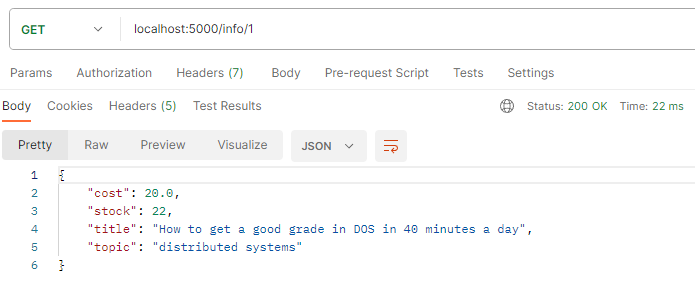 GET localhost:5000/info/1
Params Authorization Headers (7) Body Pre-request Script Tests Settings
Body Cookies Headers (5) Test Results Status: 200 OK Time: 22 ms
Pretty Raw Preview Visualize JSON
1 {
2 "cost": 20.0,
3 "stock": 22,
4 "title": "How to get a good grade in DOS in 40 minutes a day",
5 "topic": "distributed systems"
6 }